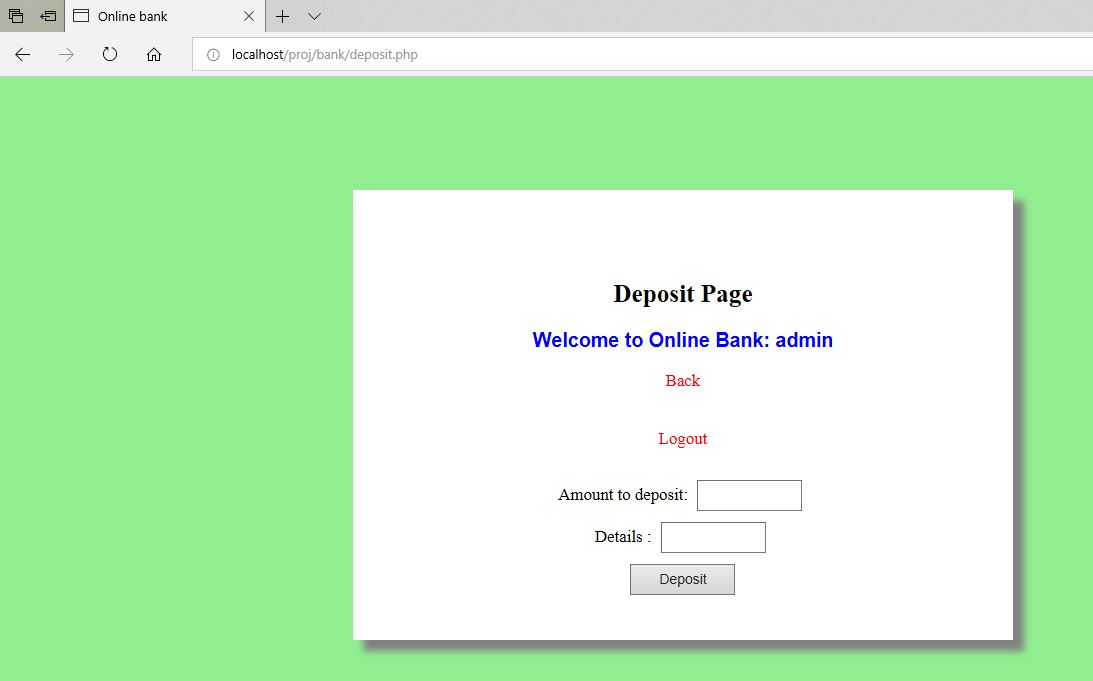 Online bank
localhost/proj/bank/deposit.php
Deposit Page
Welcome to Online Bank: admin
Back
Logout
Amount to deposit:
Details :
Deposit